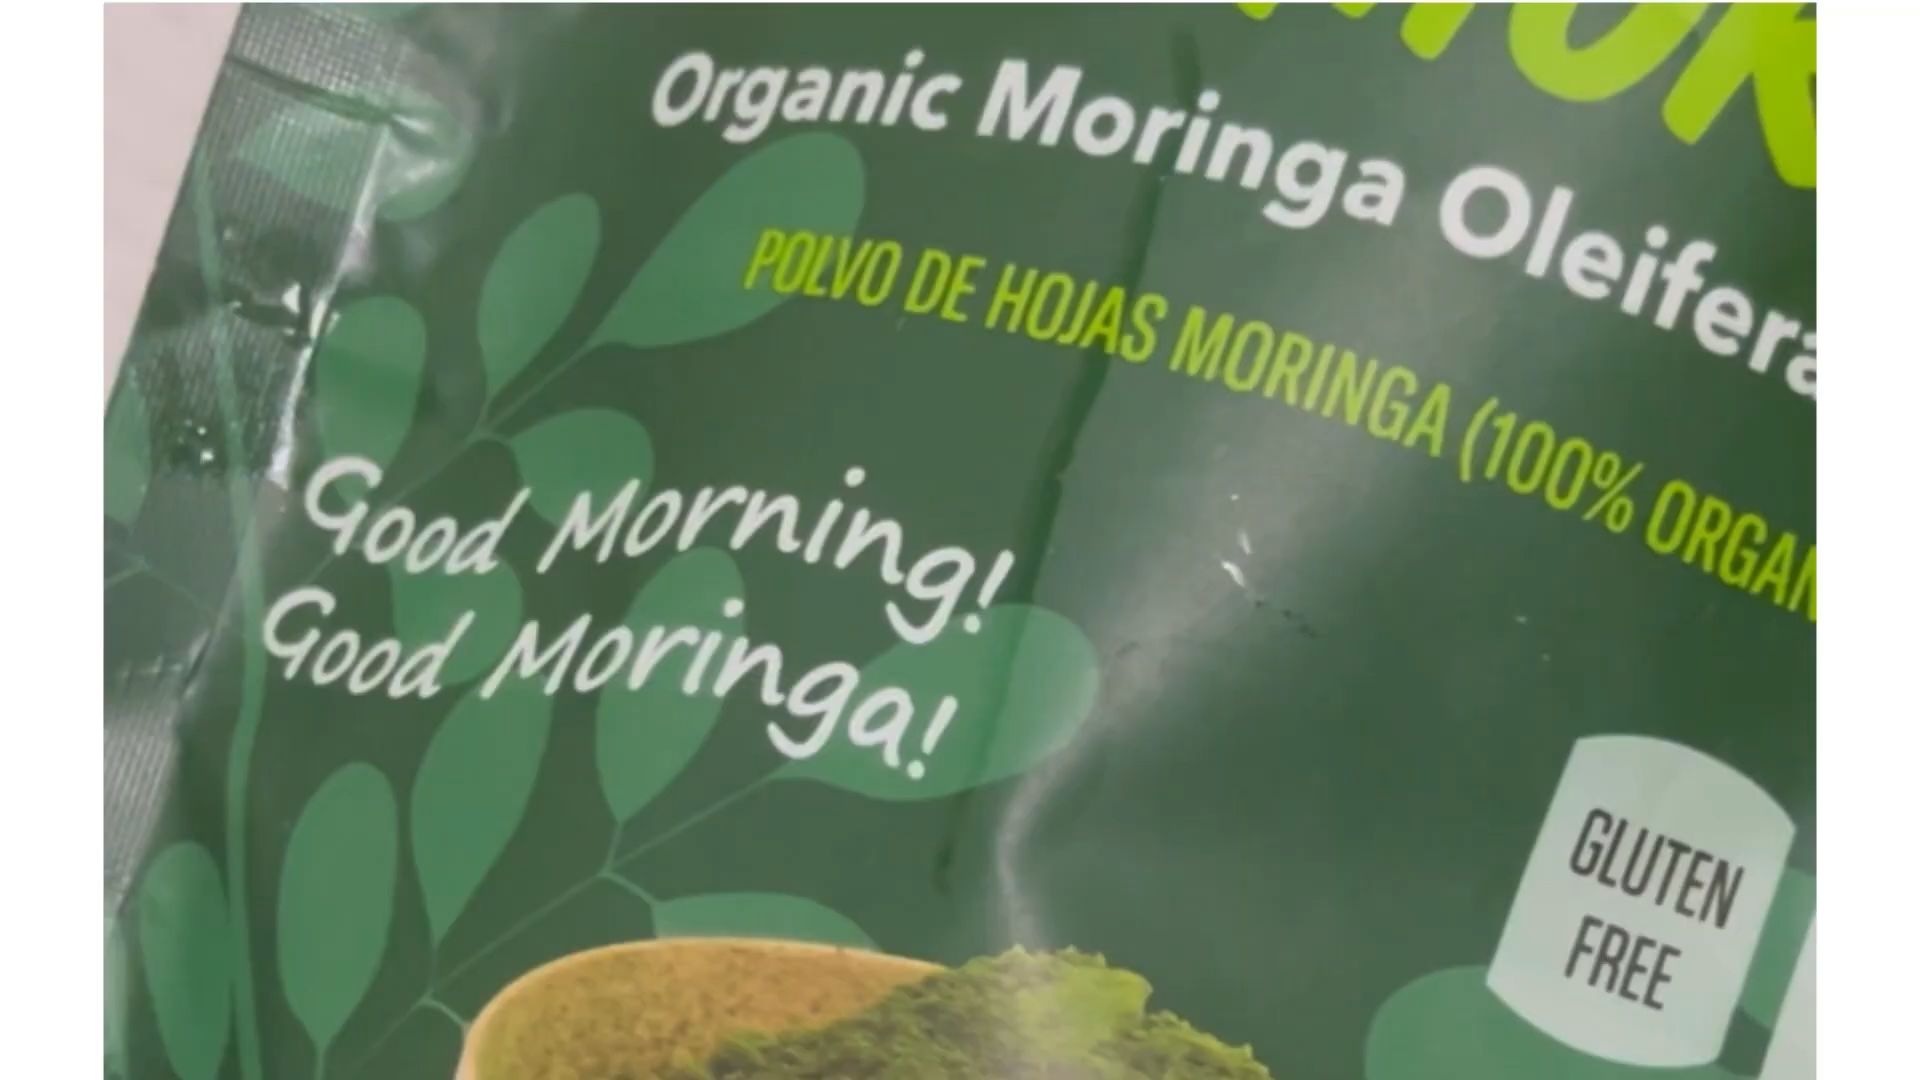 Organic Moringa Oleifera
POLVO DE HOJAS MORINGA (100% ORGAN
Good Morning!
Good Moringa!
GLUTEN
FREE